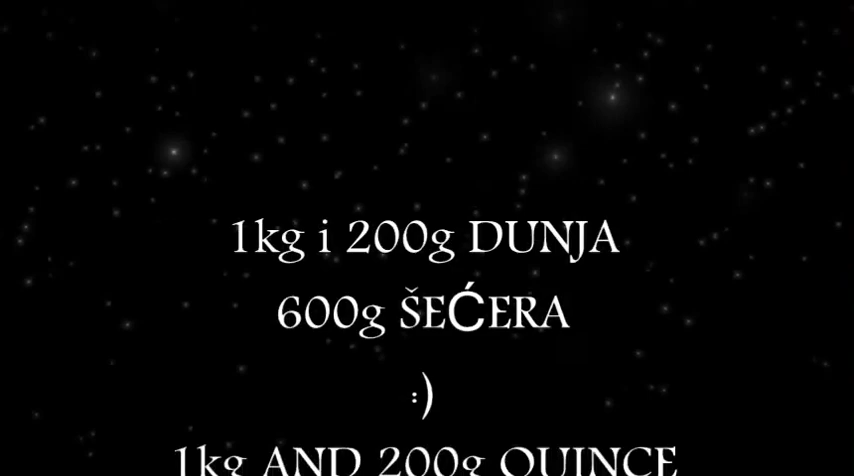 1kg i 200g DUNJA
600g ŠEĆERA
:)
1kg AND 200g QUINCE